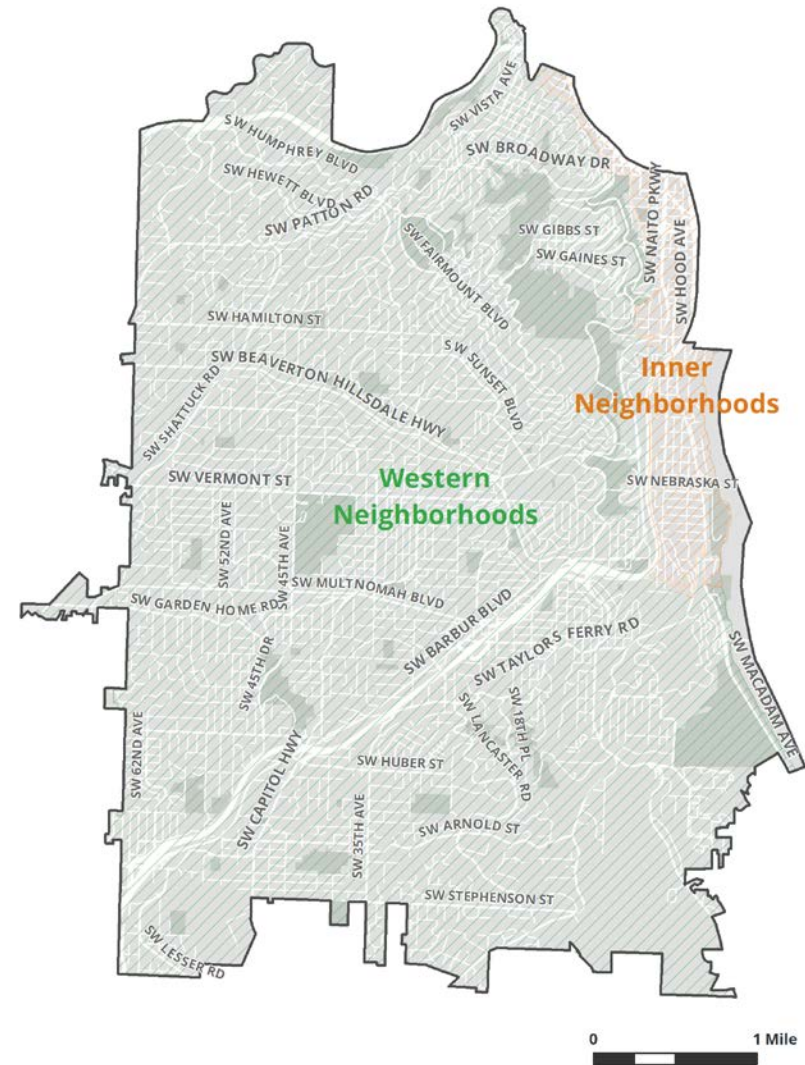 SW VISTA AVE
SW HUMPHREY BLVD
SW BROADWAY DR
SW HEWETT BLVD
SW PATTON RD
SW NAITO PKWY
SW HOOD AVE
SW GIBBS ST
SW FAIRMOUNT BLVD
SW GAINES ST
SW HAMILTON ST
SW SUNSET BLVD
SW BEAVERTON HILLSDALE HWY
Inner
Neighborhoods
SW SHATTUCK RD
SW VERMONT ST
Western
Neighborhoods
SW NEBRASKA ST
SW 52ND AVE
SW 45TH AVE
SW MULTNOMAH BLVD
SW GARDEN HOME RD
SW BARBUR BLVD
SW TAYLORS FERRY RD
SW MACADAM AVE
SW 45TH DR
SW LANCASTER RD
SW 18TH PL
SW 62ND AVE
SW CAPITOL HWY
SW HUBER ST
SW 35TH AVE
SW ARNOLD ST
SW STEPHENSON ST
SW LESSER RD
0 1 Mile